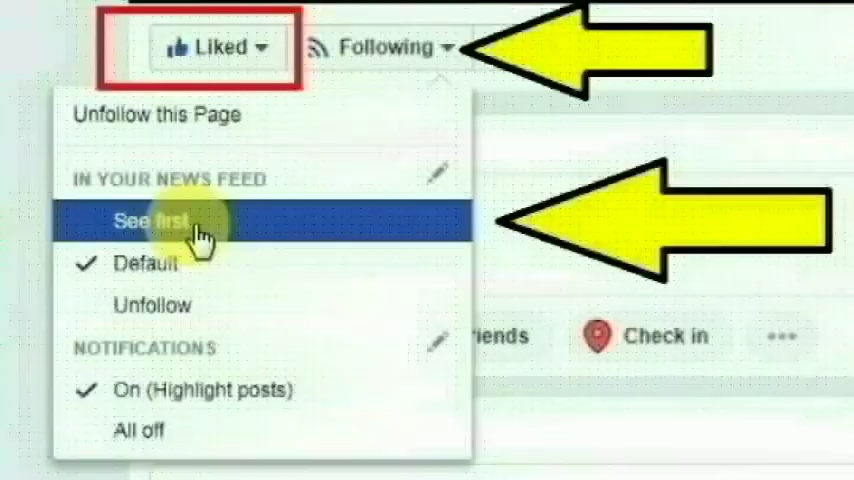 Liked Following
Unfollow this Page
IN YOUR NEWS FEED
See first
Default
Unfollow
NOTIFICATIONS
On (Highlight posts)
All off
riends Check in